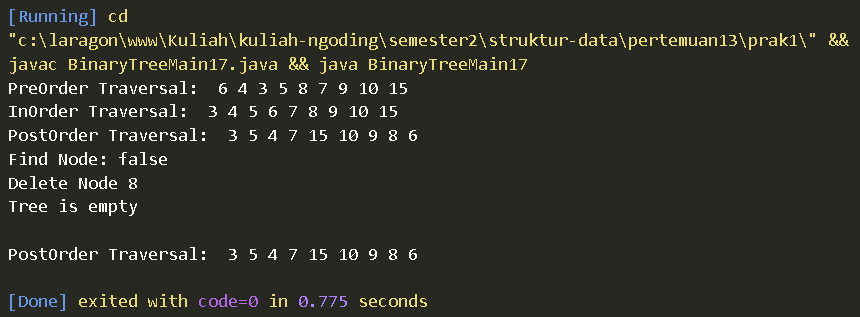 [Running] cd
"c:\laragon\www\Kuliah\kuliah-ngoding\semester2\struktur-data\pertemuan13\prak1\" &&
javac BinaryTreeMain17.java && java BinaryTreeMain17
PreOrder Traversal:  6 4 3 5 8 7 9 10 15
InOrder Traversal:  3 4 5 6 7 8 9 10 15
PostOrder Traversal:  3 5 4 7 15 10 9 8 6
Find Node: false
Delete Node 8
Tree is empty
PostOrder Traversal:  3 5 4 7 15 10 9 8 6
[Done] exited with code=0 in 0.775 seconds